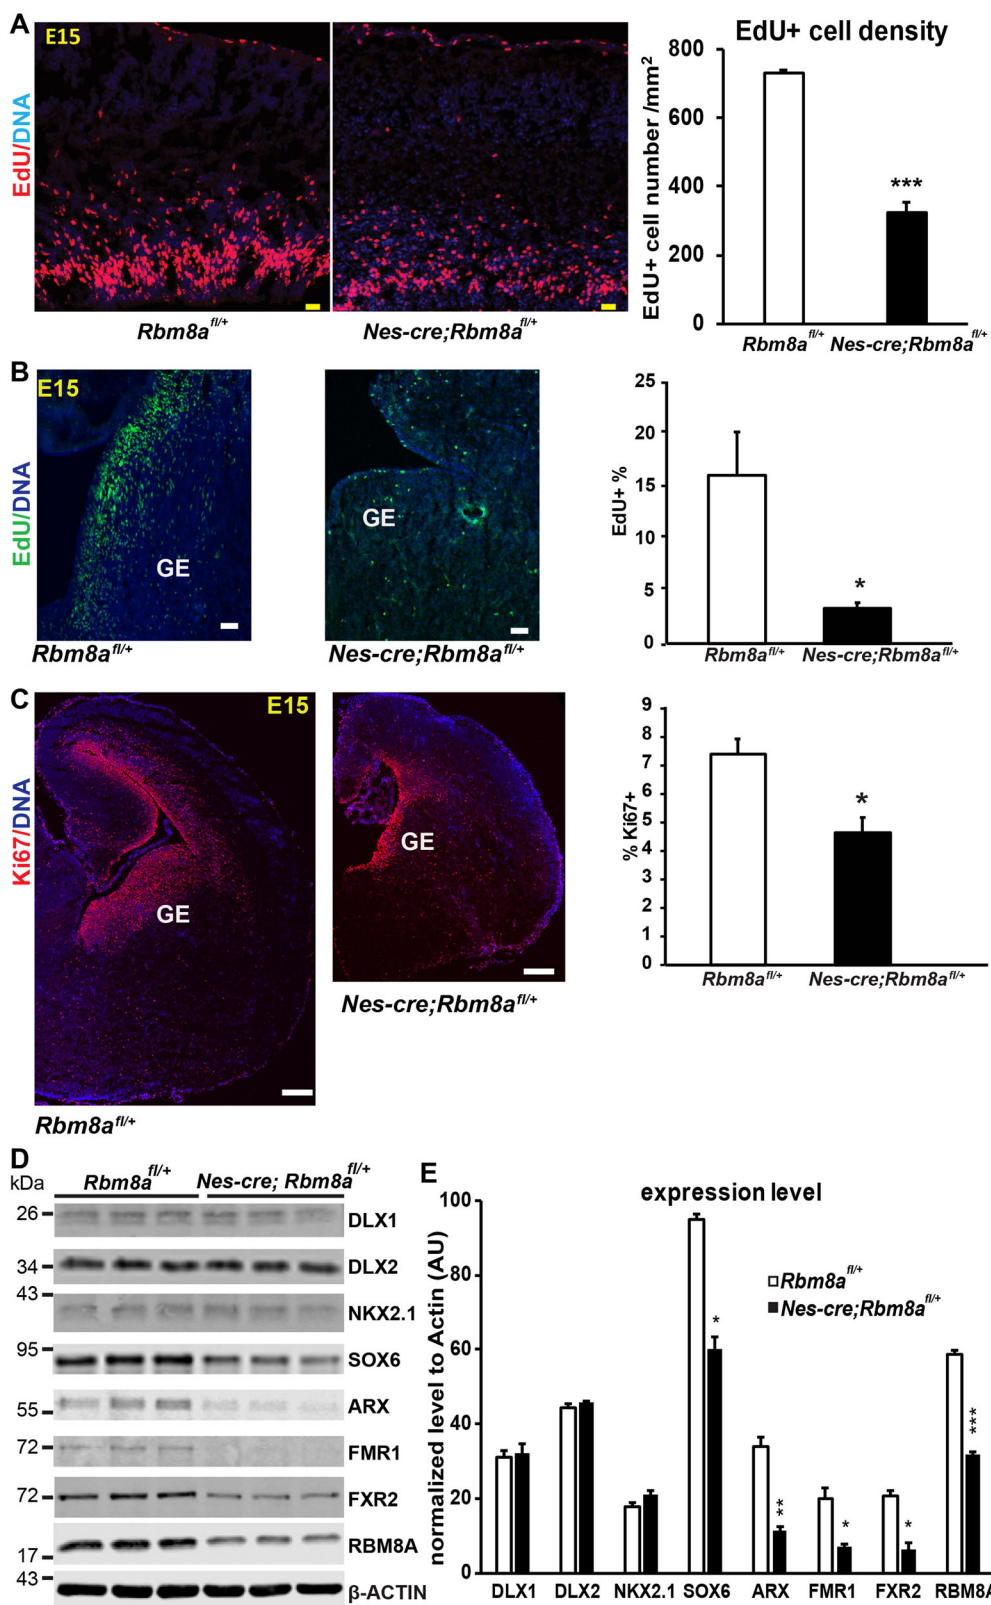 A
E15
EdU/DNA
Rbm8a fl/+
Nes-cre;Rbm8a fl/+
EdU+ cell density
EdU+ cell number /mm2
800
600
400
200
0
***
Rbm8a fl/+
Nes-cre;Rbm8a fl/+
B
E15
EdU/DNA
GE
GE
Rbm8a fl/+
Nes-cre;Rbm8a fl/+
EdU+ %
25
20
15
10
5
0
*
Rbm8a fl/+
Nes-cre;Rbm8a fl/+
C
E15
Ki67/DNA
GE
GE
Rbm8a fl/+
Nes-cre;Rbm8a fl/+
% Ki67+
9
8
7
6
5
4
3
2
1
0
*
Rbm8a fl/+
Nes-cre;Rbm8a fl/+
D
kDa
Rbm8a fl/+
Nes-cre; Rbm8a fl/+
26
DLX1
34
DLX2
43
NKX2.1
95
SOX6
55
ARX
72
FMR1
72
FXR2
17
RBM8A
43
β-ACTIN
E
expression level
normalized level to Actin (AU)
100
80
60
40
20
0
Rbm8a fl/+
Nes-cre;Rbm8a fl/+
*
**
*
*
***
DLX1 DLX2 NKX2.1 SOX6 ARX FMR1 FXR2 RBM8A